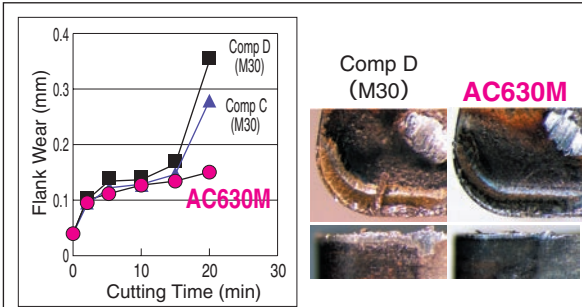 0.4
0.3
0.2
0.1
0
0
10
20
30
Flank Wear (mm)
Cutting Time (min)
Comp D
(M30)
Comp C
(M30)
AC630M
Comp D
(M30)
AC630M